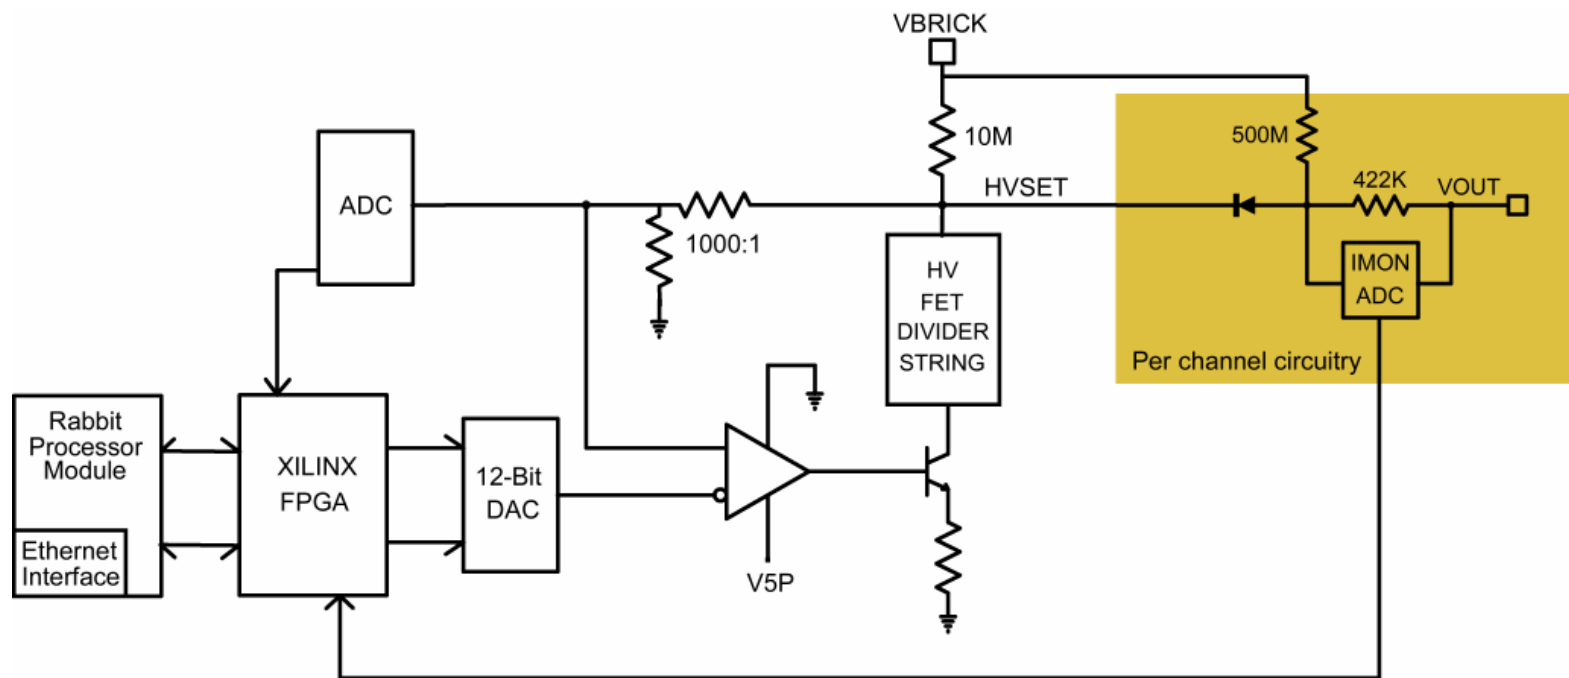 VBRICK
10M
500M
ADC
HVSET
422K
VOUT
1000:1
HV
FET
DIVIDER
STRING
IMON
ADC
Per channel circuitry
Rabbit
Processor
Module
XILINX
FPGA
12-Bit
DAC
Ethernet
Interface
V5P